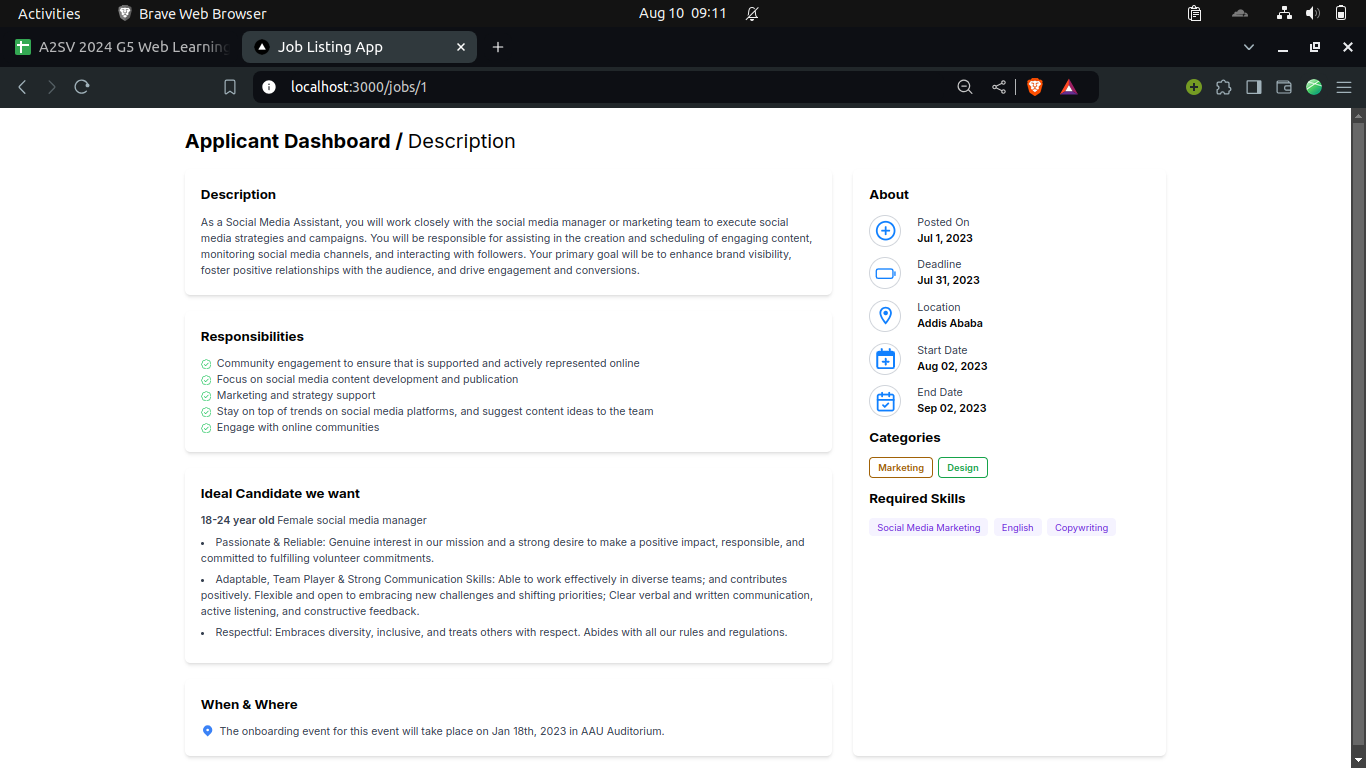 Activities
Brave Web Browser
Aug 10 09:11
A2SV 2024 G5 Web Learning
Job Listing App
localhost:3000/jobs/1
Applicant Dashboard / Description
Description
As a Social Media Assistant, you will work closely with the social media manager or marketing team to execute social
media strategies and campaigns. You will be responsible for assisting in the creation and scheduling of engaging content,
monitoring social media channels, and interacting with followers. Your primary goal will be to enhance brand visibility,
foster positive relationships with the audience, and drive engagement and conversions.
Responsibilities
Community engagement to ensure that is supported and actively represented online
Focus on social media content development and publication
Marketing and strategy support
Stay on top of trends on social media platforms, and suggest content ideas to the team
Engage with online communities
Ideal Candidate we want
18-24 year old Female social media manager
• Passionate & Reliable: Genuine interest in our mission and a strong desire to make a positive impact, responsible, and
committed to fulfilling volunteer commitments.
• Adaptable, Team Player & Strong Communication Skills: Able to work effectively in diverse teams; and contributes
positively. Flexible and open to embracing new challenges and shifting priorities; Clear verbal and written communication,
active listening, and constructive feedback.
• Respectful: Embraces diversity, inclusive, and treats others with respect. Abides with all our rules and regulations.
When & Where
The onboarding event for this event will take place on Jan 18th, 2023 in AAU Auditorium.
About
Posted On
Jul 1, 2023
Deadline
Jul 31, 2023
Location
Addis Ababa
Start Date
Aug 02, 2023
End Date
Sep 02, 2023
Categories
Marketing
Design
Required Skills
Social Media Marketing
English
Copywriting